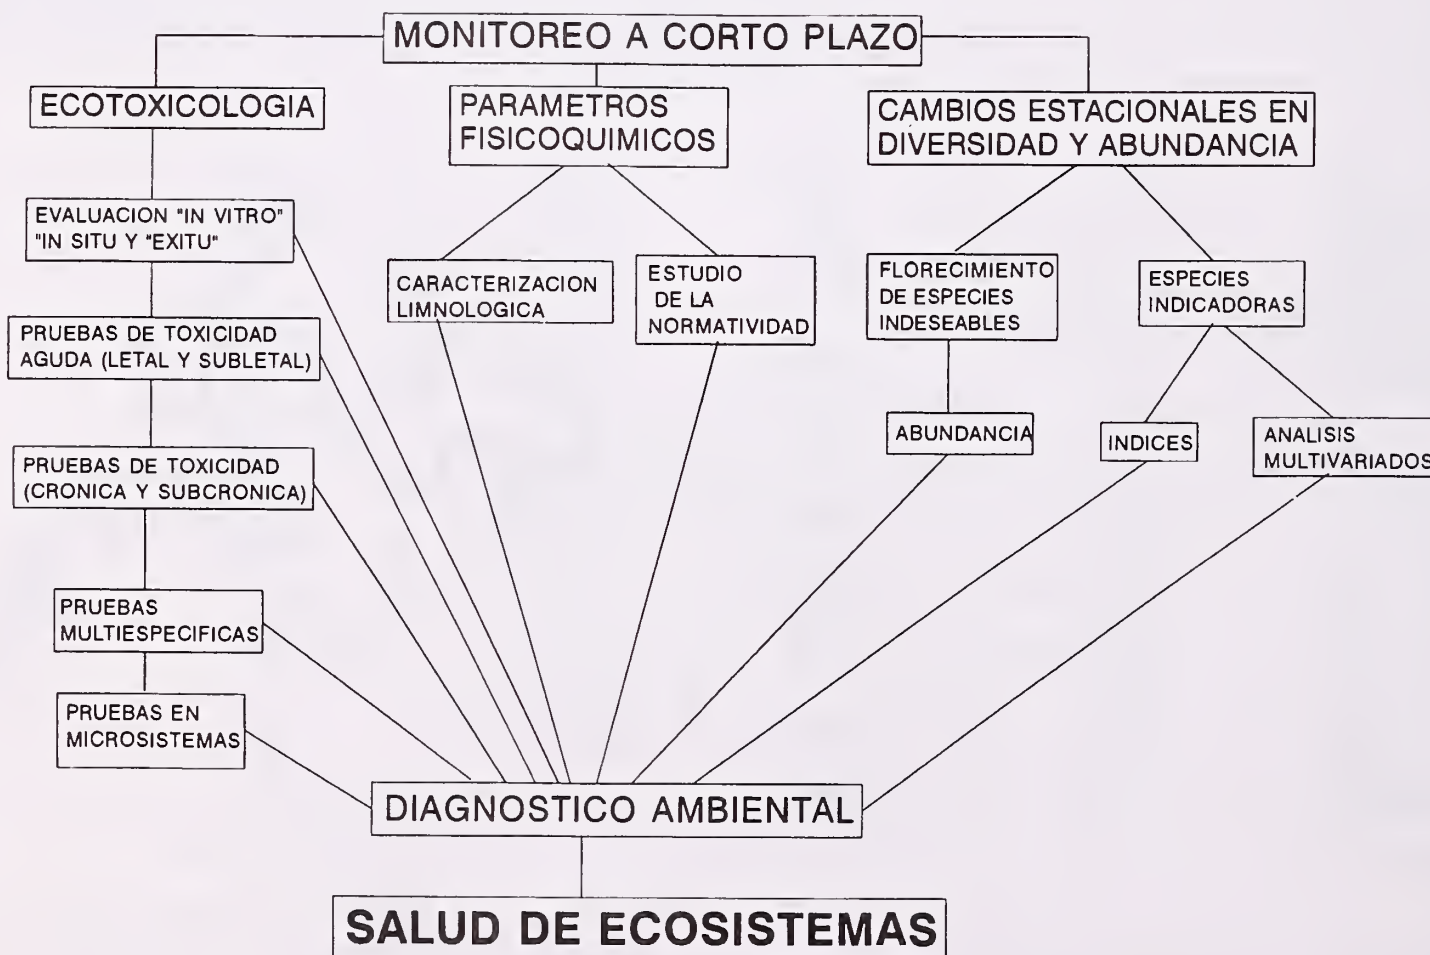 MONITOREO A CORTO PLAZO
ECOTOXICOLOGIA
PARAMETROS
FISICOQUIMICOS
CAMBIOS ESTACIONALES EN
DIVERSIDAD Y ABUNDANCIA
EVALUACION "IN VITRO"
"IN SITU Y "EXITU"
CARACTERIZACION
LIMNOLOGICA
ESTUDIO
DE LA
NORMATIVIDAD
FLORECIMIENTO
DE ESPECIES
INDESEABLES
ESPECIES
INDICADORAS
PRUEBAS DE TOXICIDAD
AGUDA (LETAL Y SUBLETAL)
ABUNDANCIA
INDICES
ANALISIS
MULTIVARIADOS
PRUEBAS DE TOXICIDAD
(CRONICA Y SUBCRONICA)
PRUEBAS
MULTIESPECIFICAS
PRUEBAS EN
MICROSISTEMAS
DIAGNOSTICO AMBIENTAL
SALUD DE ECOSISTEMAS